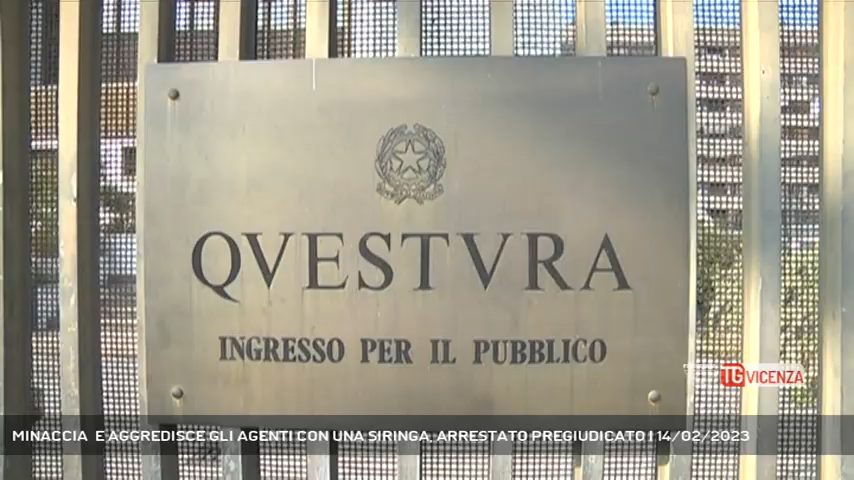 QVESTVRA
INGRESSO PER IL PUBBLICO
TG VICENZA
MINACCIA E AGGREDISCE GLI AGENTI CON UNA SIRINGA, ARRESTATO PREGIUDICATO | 14/02/2023